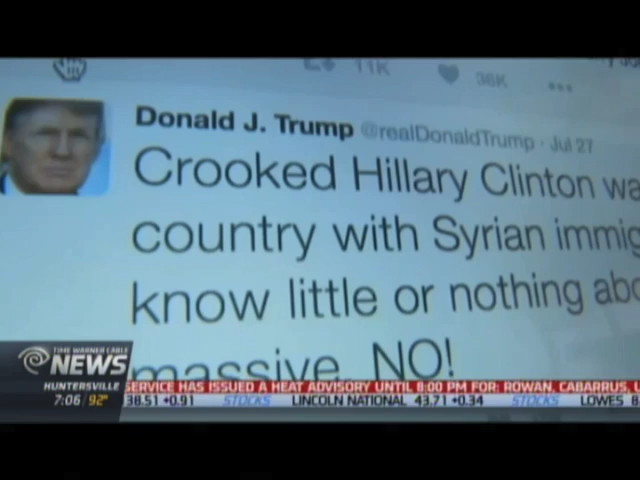 11K 36K
Donald J. Trump @realDonaldTrump · Jul 27
Crooked Hillary Clinton wa
country with Syrian immig
know little or nothing abo
massive. NO!
TIME WARNER CABLE
NEWS
HUNTERSVILLE
7:06 92°
SERVICE HAS ISSUED A HEAT ADVISORY UNTIL 8:00 PM FOR: ROWAN, CABARRUS,
38.51 +0.91 STOCKS LINCOLN NATIONAL 43.71 +0.34 STOCKS LOWES 8